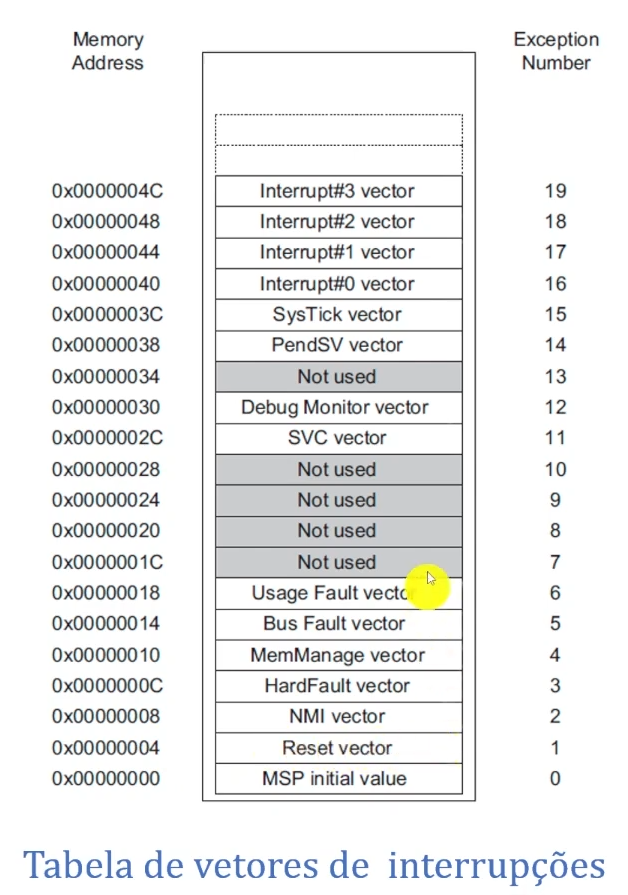 Memory Address
Exception Number
0x0000004C Interrupt#3 vector 19
0x00000048 Interrupt#2 vector 18
0x00000044 Interrupt#1 vector 17
0x00000040 Interrupt#0 vector 16
0x0000003C SysTick vector 15
0x00000038 PendSV vector 14
0x00000034 Not used 13
0x00000030 Debug Monitor vector 12
0x0000002C SVC vector 11
0x00000028 Not used 10
0x00000024 Not used 9
0x00000020 Not used 8
0x0000001C Not used 7
0x00000018 Usage Fault vector 6
0x00000014 Bus Fault vector 5
0x00000010 MemManage vector 4
0x0000000C HardFault vector 3
0x00000008 NMI vector 2
0x00000004 Reset vector 1
0x00000000 MSP initial value 0
Tabela de vetores de interrupções